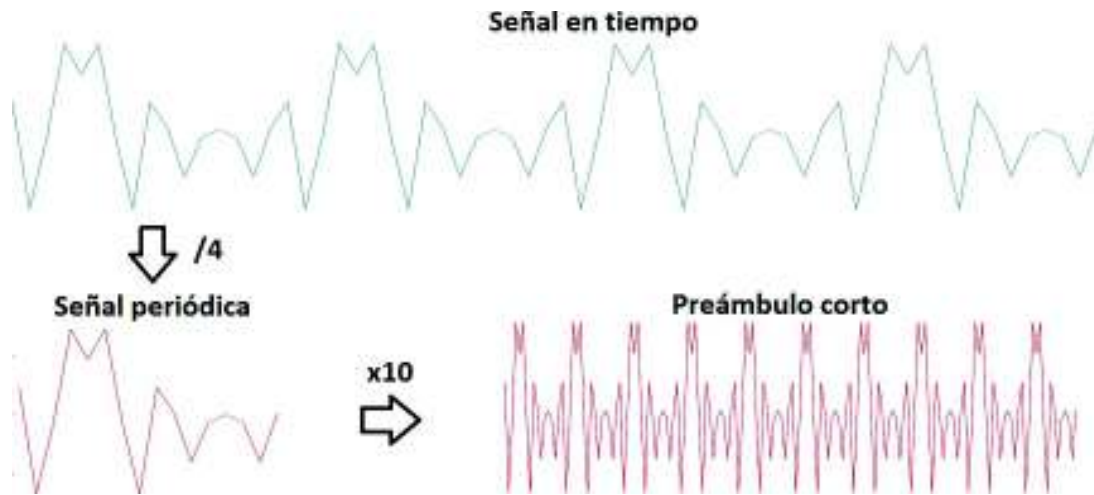 Señal en tiempo
/4
Señal periódica
Preámbulo corto
x10